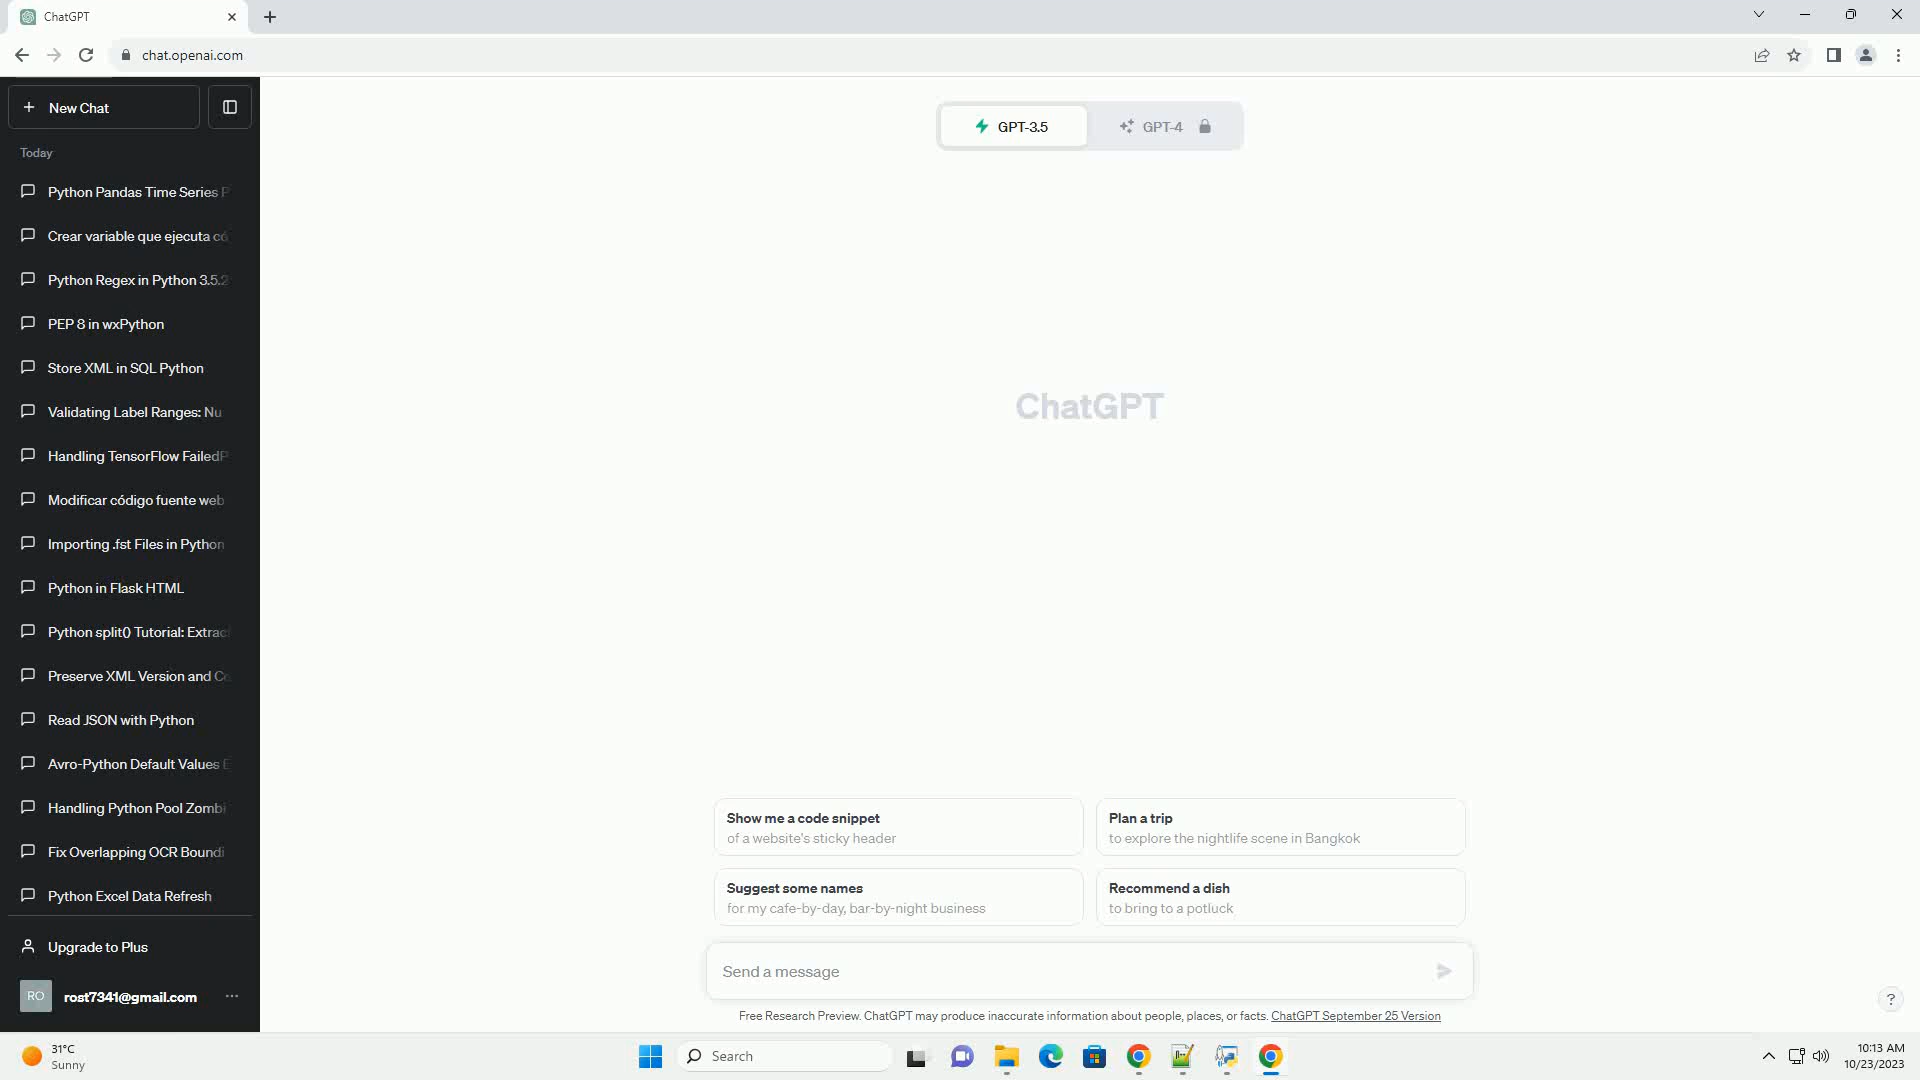 ChatGPT
chat.openai.com
New Chat
GPT-3.5
GPT-4
Today
Python Pandas Time Series P
Crear variable que ejecuta có
Python Regex in Python 3.5.2
PEP 8 in wxPython
Store XML in SQL Python
Validating Label Ranges: Nu
Handling TensorFlow FailedP
Modificar código fuente web
Importing .fst Files in Python
Python in Flask HTML
Python split() Tutorial: Extrac
Preserve XML Version and Co
Read JSON with Python
Avro-Python Default Values E
Handling Python Pool Zombi
Fix Overlapping OCR Boundi
Python Excel Data Refresh
Upgrade to Plus
RO
rost7341@gmail.com
ChatGPT
Show me a code snippet
of a website's sticky header
Plan a trip
to explore the nightlife scene in Bangkok
Suggest some names
for my cafe-by-day, bar-by-night business
Recommend a dish
to bring to a potluck
Send a message
Free Research Preview. ChatGPT may produce inaccurate information about people, places, or facts. ChatGPT September 25 Version
?
31°C
Sunny
Search
10:13 AM
10/23/2023